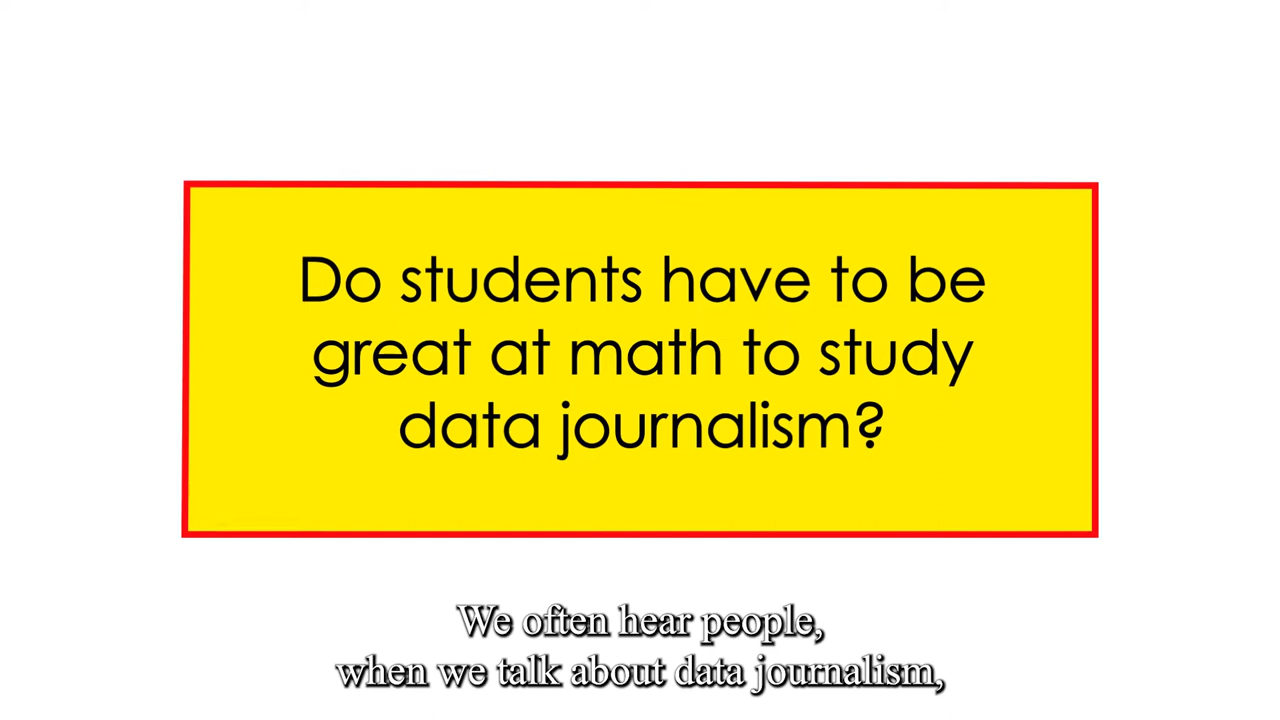 Do students have to be
great at math to study
data journalism?
We often hear people,
when we talk about data journalism,